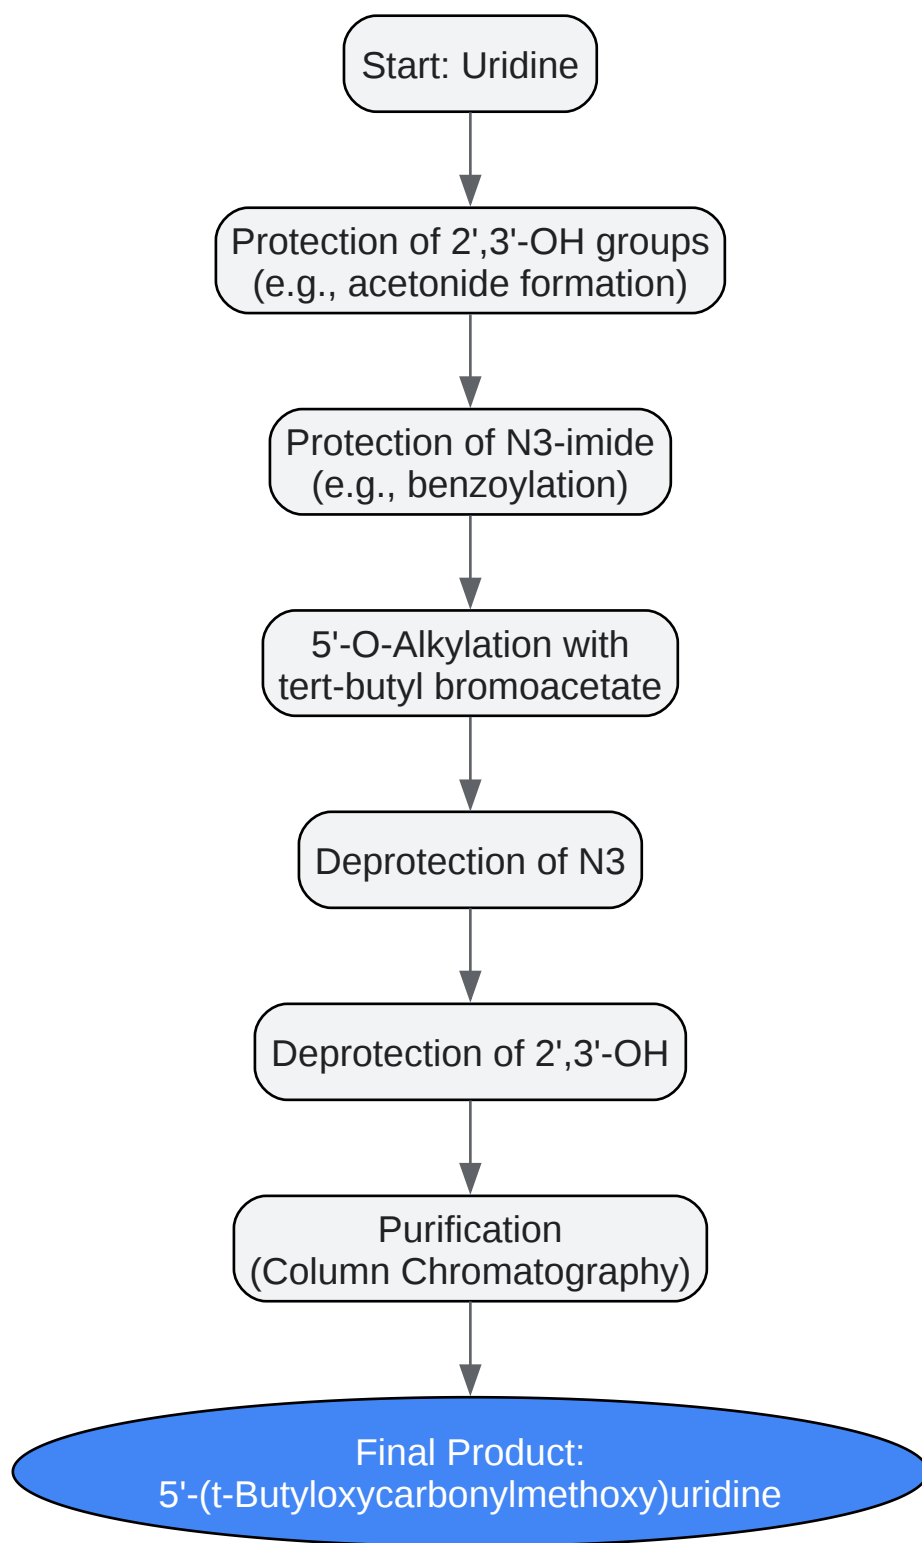 Start: Uridine
Protection of 2',3'-OH groups
(e.g., acetonide formation)
Protection of N3-imide
(e.g., benzoylation)
5'-O-Alkylation with
tert-butyl bromoacetate
Deprotection of N3
Deprotection of 2',3'-OH
Purification
(Column Chromatography)
Final Product:
5'-(t-Butyloxycarbonylmethoxy)uridine